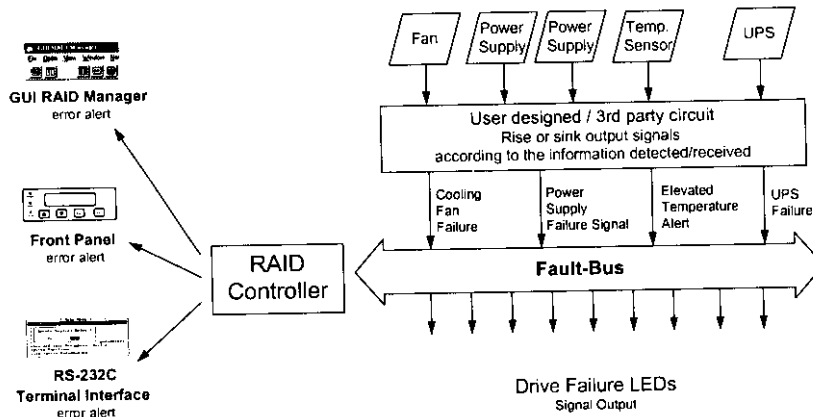 Fan
Power
Supply
Power
Supply
Temp.
Sensor
UPS
GUI RAID Manager
error alert
User designed / 3rd party circuit
Rise or sink output signals
according to the information detected/received
Cooling
Fan
Failure
Power
Supply
Failure Signal
Elevated
Temperature
Alert
UPS
Failure
Front Panel
error alert
RAID
Controller
Fault-Bus
RS-232C
Terminal Interface
error alert
Drive Failure LEDs
Signal Output